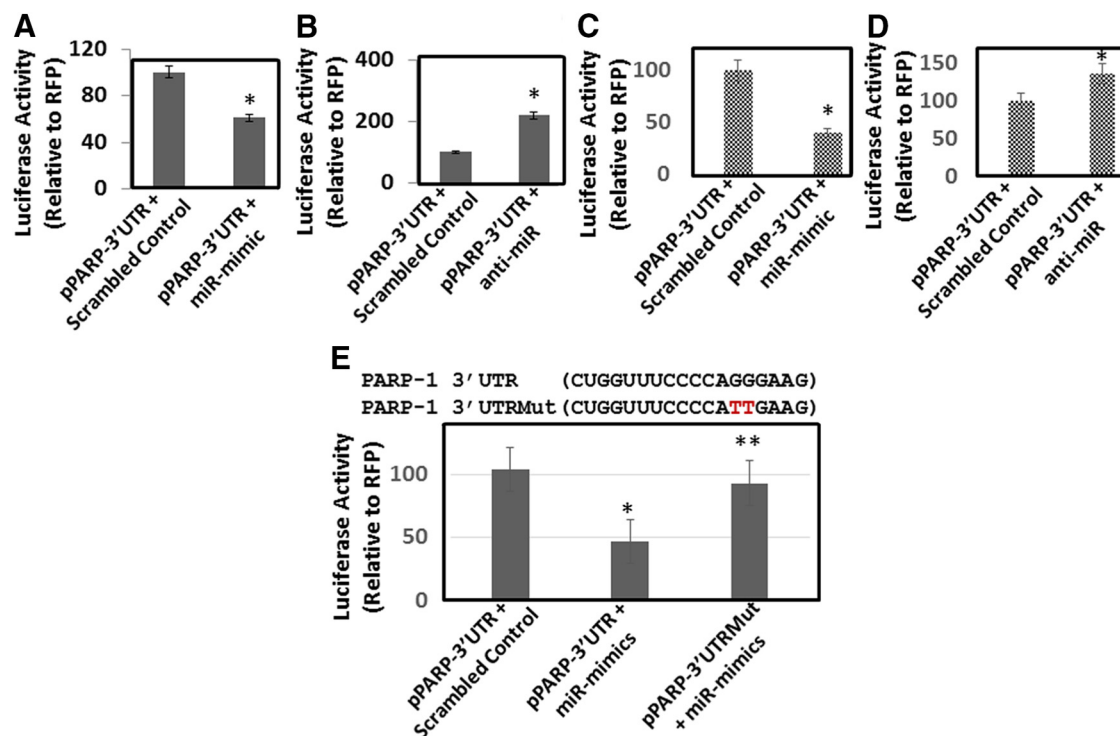 A
Luciferase Activity
(Relative to RFP)
120
80
40
0
*
pPARP-3'UTR +
Scrambled Control
pPARP-3'UTR +
miR-mimic
B
Luciferase Activity
(Relative to RFP)
400
200
0
*
pPARP-3'UTR +
Scrambled Control
pPARP-3'UTR +
anti-miR
C
Luciferase Activity
(Relative to RFP)
100
50
0
*
pPARP-3'UTR +
Scrambled Control
pPARP-3'UTR +
miR-mimic
D
Luciferase Activity
(Relative to RFP)
150
100
50
0
*
pPARP-3'UTR +
Scrambled Control
pPARP-3'UTR +
anti-miR
E
PARP-1 3'UTR (CUGGUUUCCCCAGGGAAG)
PARP-1 3'UTRMut (CUGGUUUCCCCATTGAAG)
Luciferase Activity
(Relative to RFP)
100
50
0
*
**
pPARP-3'UTR +
Scrambled Control
pPARP-3'UTR +
miR-mimics
pPARP-3'UTRMut
+ miR-mimics